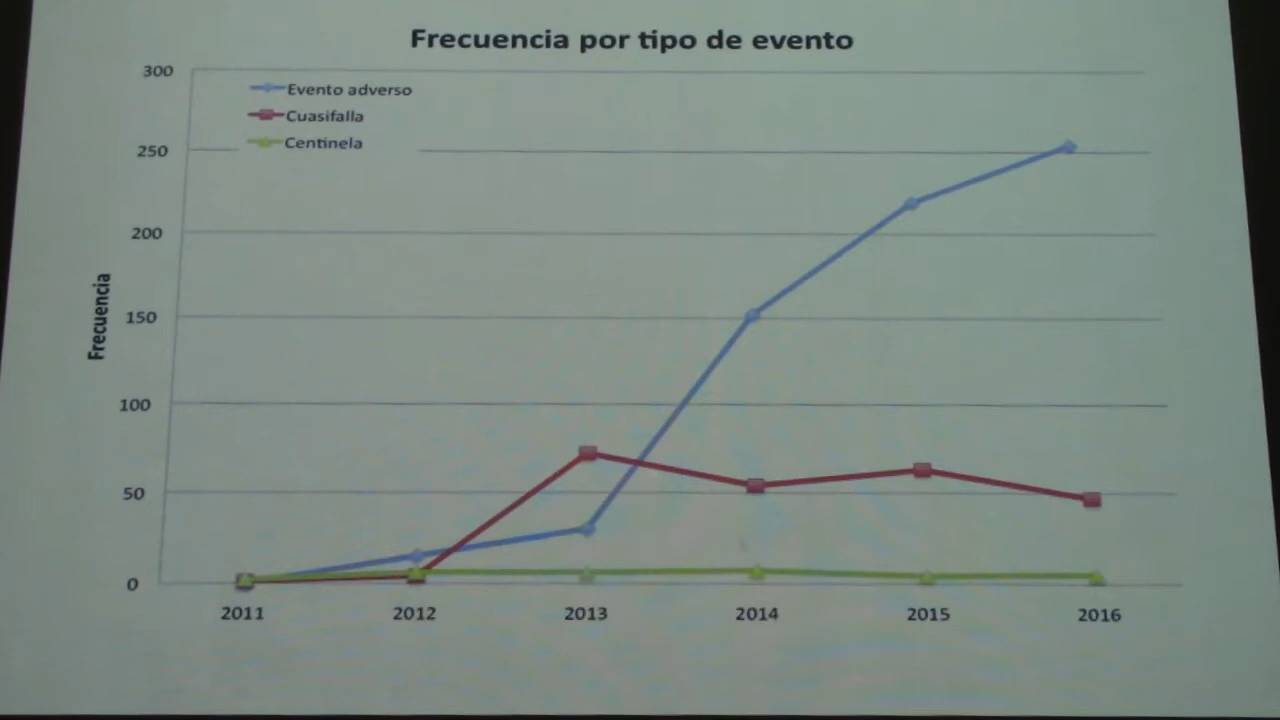 Frecuencia por tipo de evento
300
Evento adverso
Cuasifalla
Centinela
250
200
Frecuencia
150
100
50
0
2011 2012 2013 2014 2015 2016